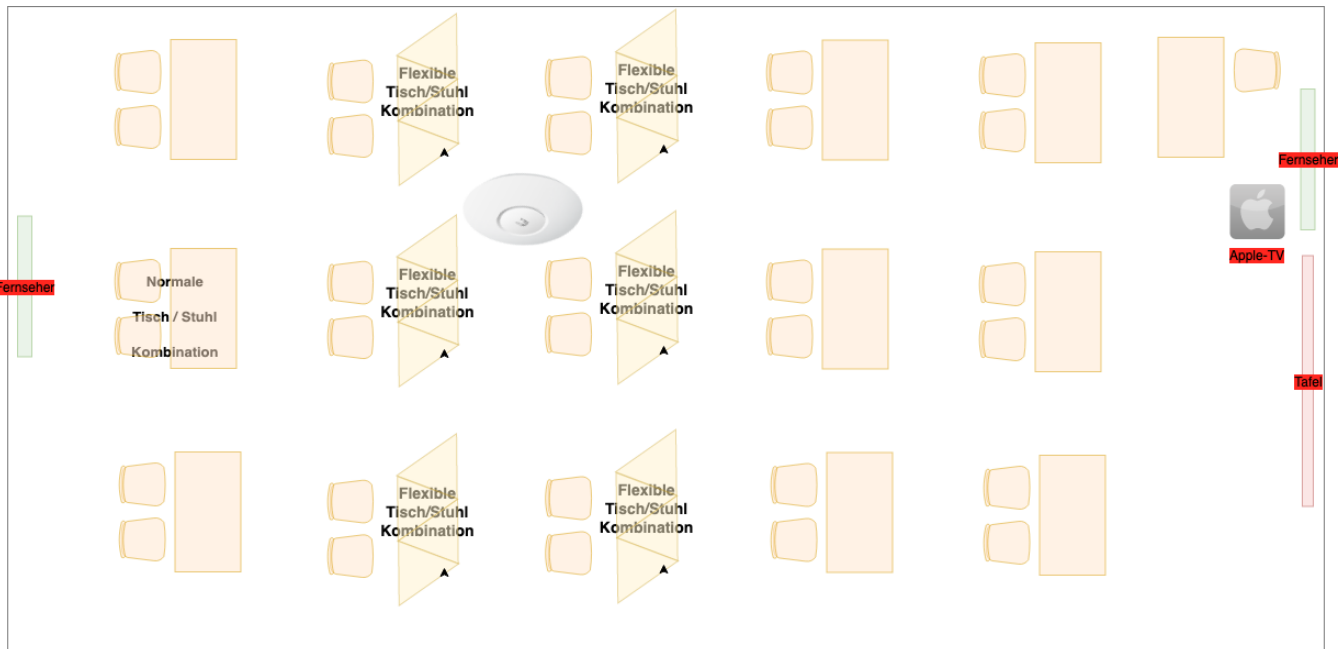 Flexible
Tisch/Stuhl
Kombination
Flexible
Tisch/Stuhl
Kombination
Fernseher
Apple-TV
Fernseher
Normale
Tisch / Stuhl
Kombination
Flexible
Tisch/Stuhl
Kombination
Flexible
Tisch/Stuhl
Kombination
Tafel
Flexible
Tisch/Stuhl
Kombination
Flexible
Tisch/Stuhl
Kombination